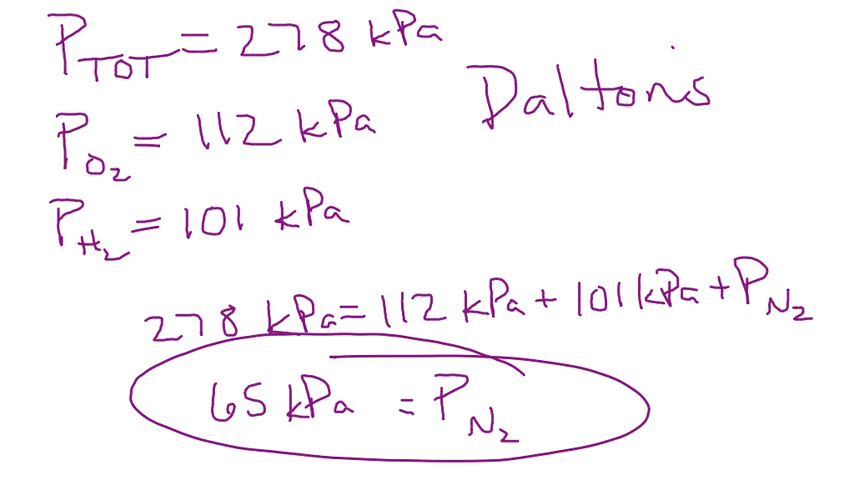 P_TOT = 278 kPa
Dalton's
P_O₂ = 112 kPa
P_H₂ = 101 kPa
278 kPa = 112 kPa + 101 kPa + P_N₂
65 kPa = P_N₂